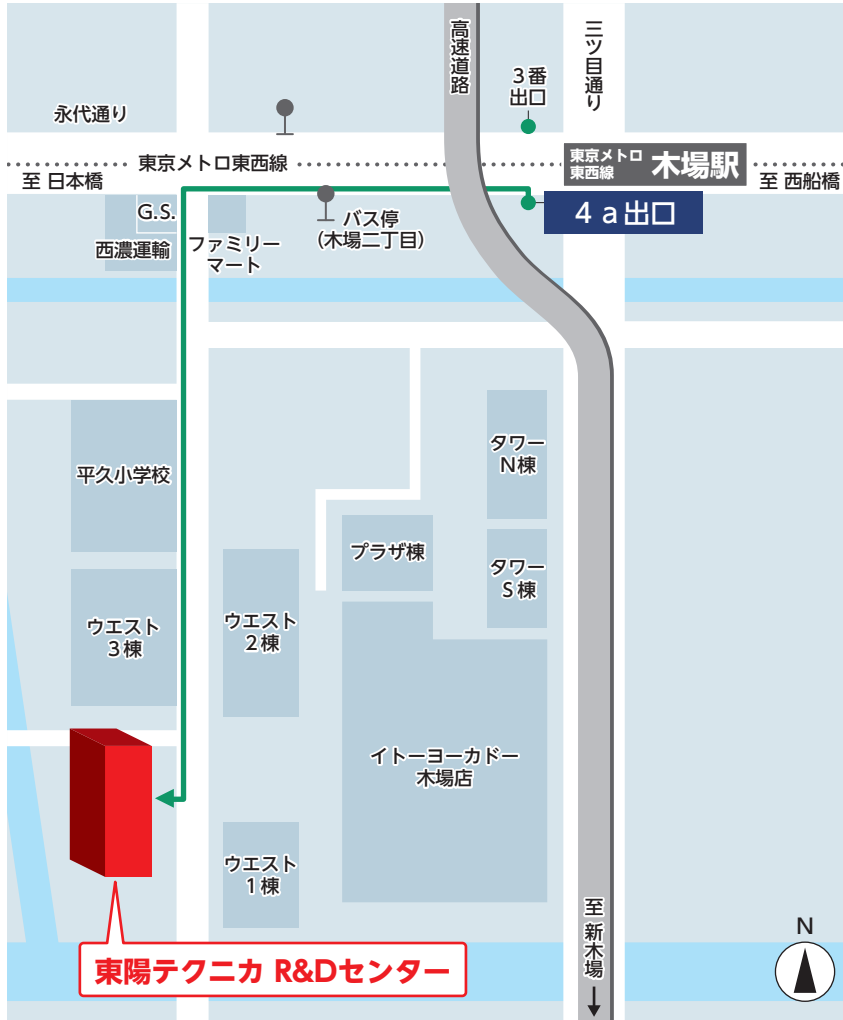 高速道路
三ツ目通り
3番
出口
永代通り
東京メトロ東西線
東京メトロ
東西線
木場駅
至 日本橋
至 西船橋
G.S.
4a出口
バス停
(木場二丁目)
西濃運輸
ファミリー
マート
タワー
N棟
平久小学校
プラザ棟
タワー
S棟
ウエスト
3棟
ウエスト
2棟
イトーヨーカドー
木場店
ウエスト
1棟
至 新木場
N
東陽テクニカ R&Dセンター